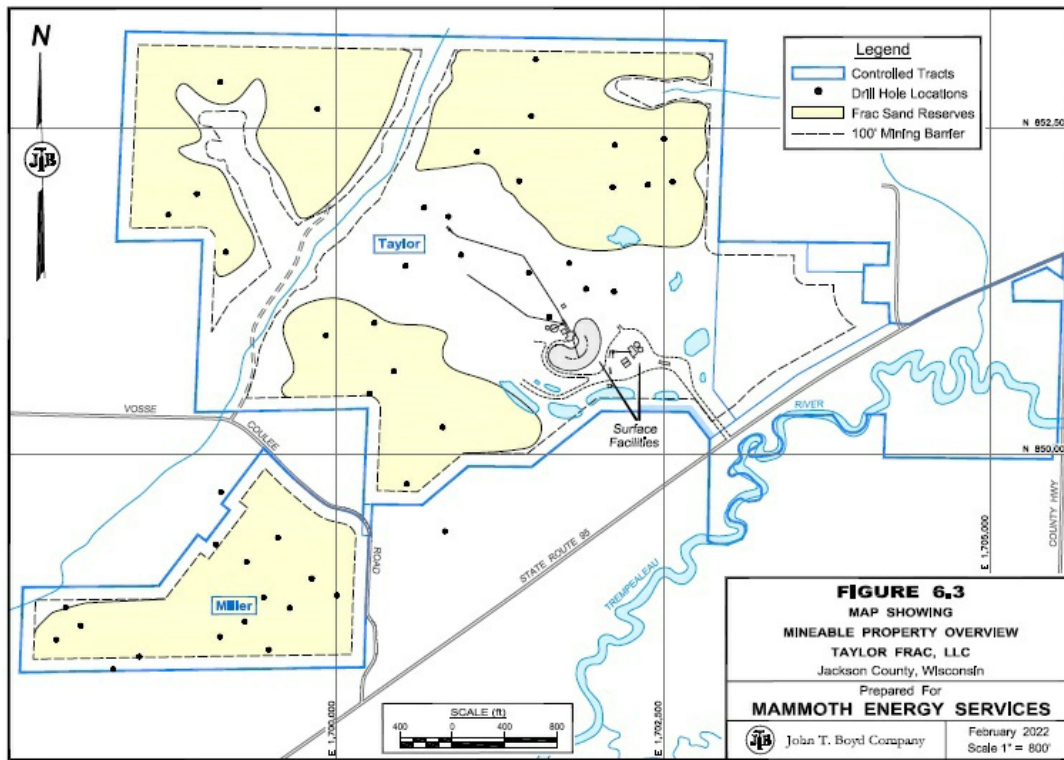 N
JTB
Legend
Controlled Tracts
Drill Hole Locations
Frac Sand Reserves
100' Mining Barrier
N 852,50
Taylor
VOSSE
COULEE
ROAD
Surface
Facilities
RIVER
N 850,00
STATE ROUTE 95
TREMPEALEAU
E 1,705,000
COUNTY HWY
Miller
E 1,700,000
E 1,702,500
SCALE (ft)
400 0 400 800
FIGURE 6.3
MAP SHOWING
MINEABLE PROPERTY OVERVIEW
TAYLOR FRAC, LLC
Jackson County, Wisconsin
Prepared For
MAMMOTH ENERGY SERVICES
JTB John T. Boyd Company
February 2022
Scale 1" = 800'